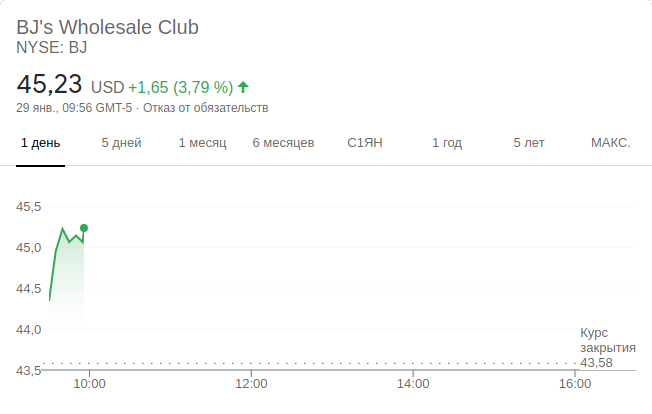 BJ's Wholesale Club
NYSE: BJ
45,23 USD +1,65 (3,79 %)
29 янв., 09:56 GMT-5 · Отказ от обязательств
1 день 5 дней 1 месяц 6 месяцев С1ЯН 1 год 5 лет МАКС.
45,5
45,0
44,5
44,0
Курс
закрытия
43,58
43,5
10:00 12:00 14:00 16:00